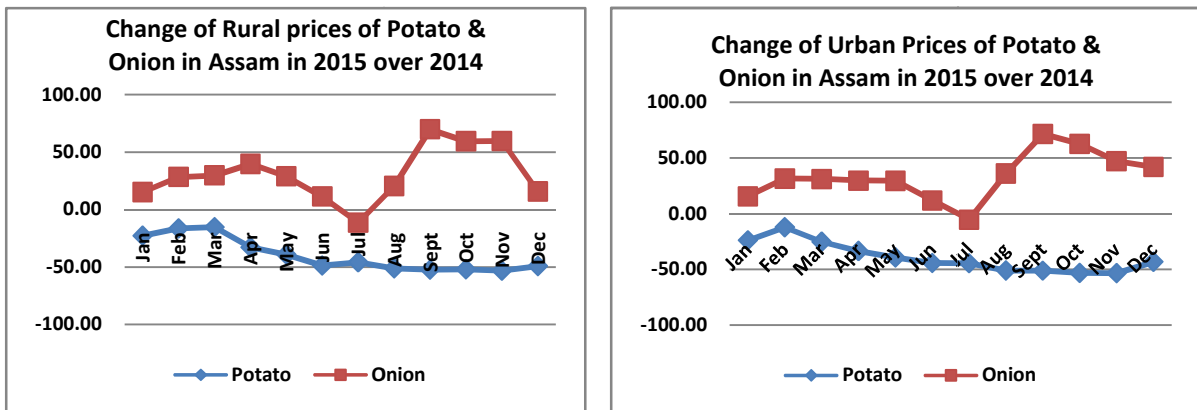 Change of Rural prices of Potato &
Onion in Assam in 2015 over 2014
100.00
50.00
0.00
-50.00
-100.00
Jan Feb Mar Apr May Jun Jul Aug Sept Oct Nov Dec
Potato Onion
Change of Urban Prices of Potato &
Onion in Assam in 2015 over 2014
100.00
50.00
0.00
-50.00
-100.00
Jan Feb Mar Apr May Jun Jul Aug Sept Oct Nov Dec
Potato Onion